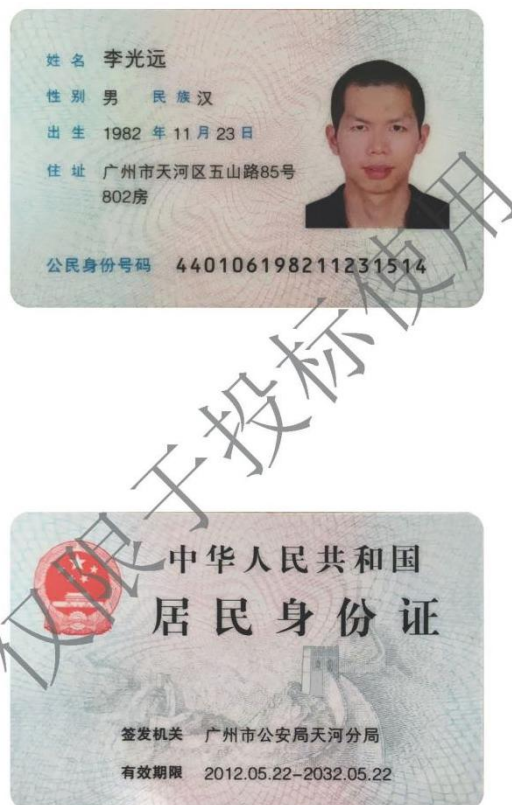 姓名 李光远
性别 男 民族 汉
出生 1982 年 11 月 23 日
住址 广州市天河区五山路85号
802房
公民身份号码 440106198211231514
仅限于投标使用
中华人民共和国
居民身份证
签发机关 广州市公安局天河分局
有效期限 2012.05.22-2032.05.22